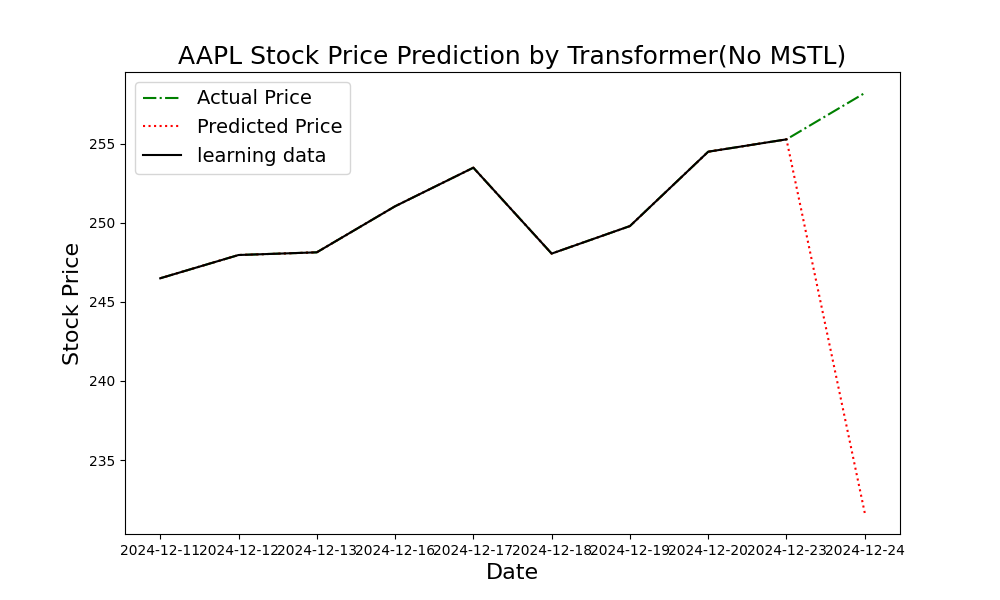 AAPL Stock Price Prediction by Transformer(No MSTL)
Actual Price
Predicted Price
learning data
255
250
245
240
235
Stock Price
2024-12-11 2024-12-12 2024-12-13 2024-12-16 2024-12-17 2024-12-18 2024-12-19 2024-12-20 2024-12-23 2024-12-24
Date